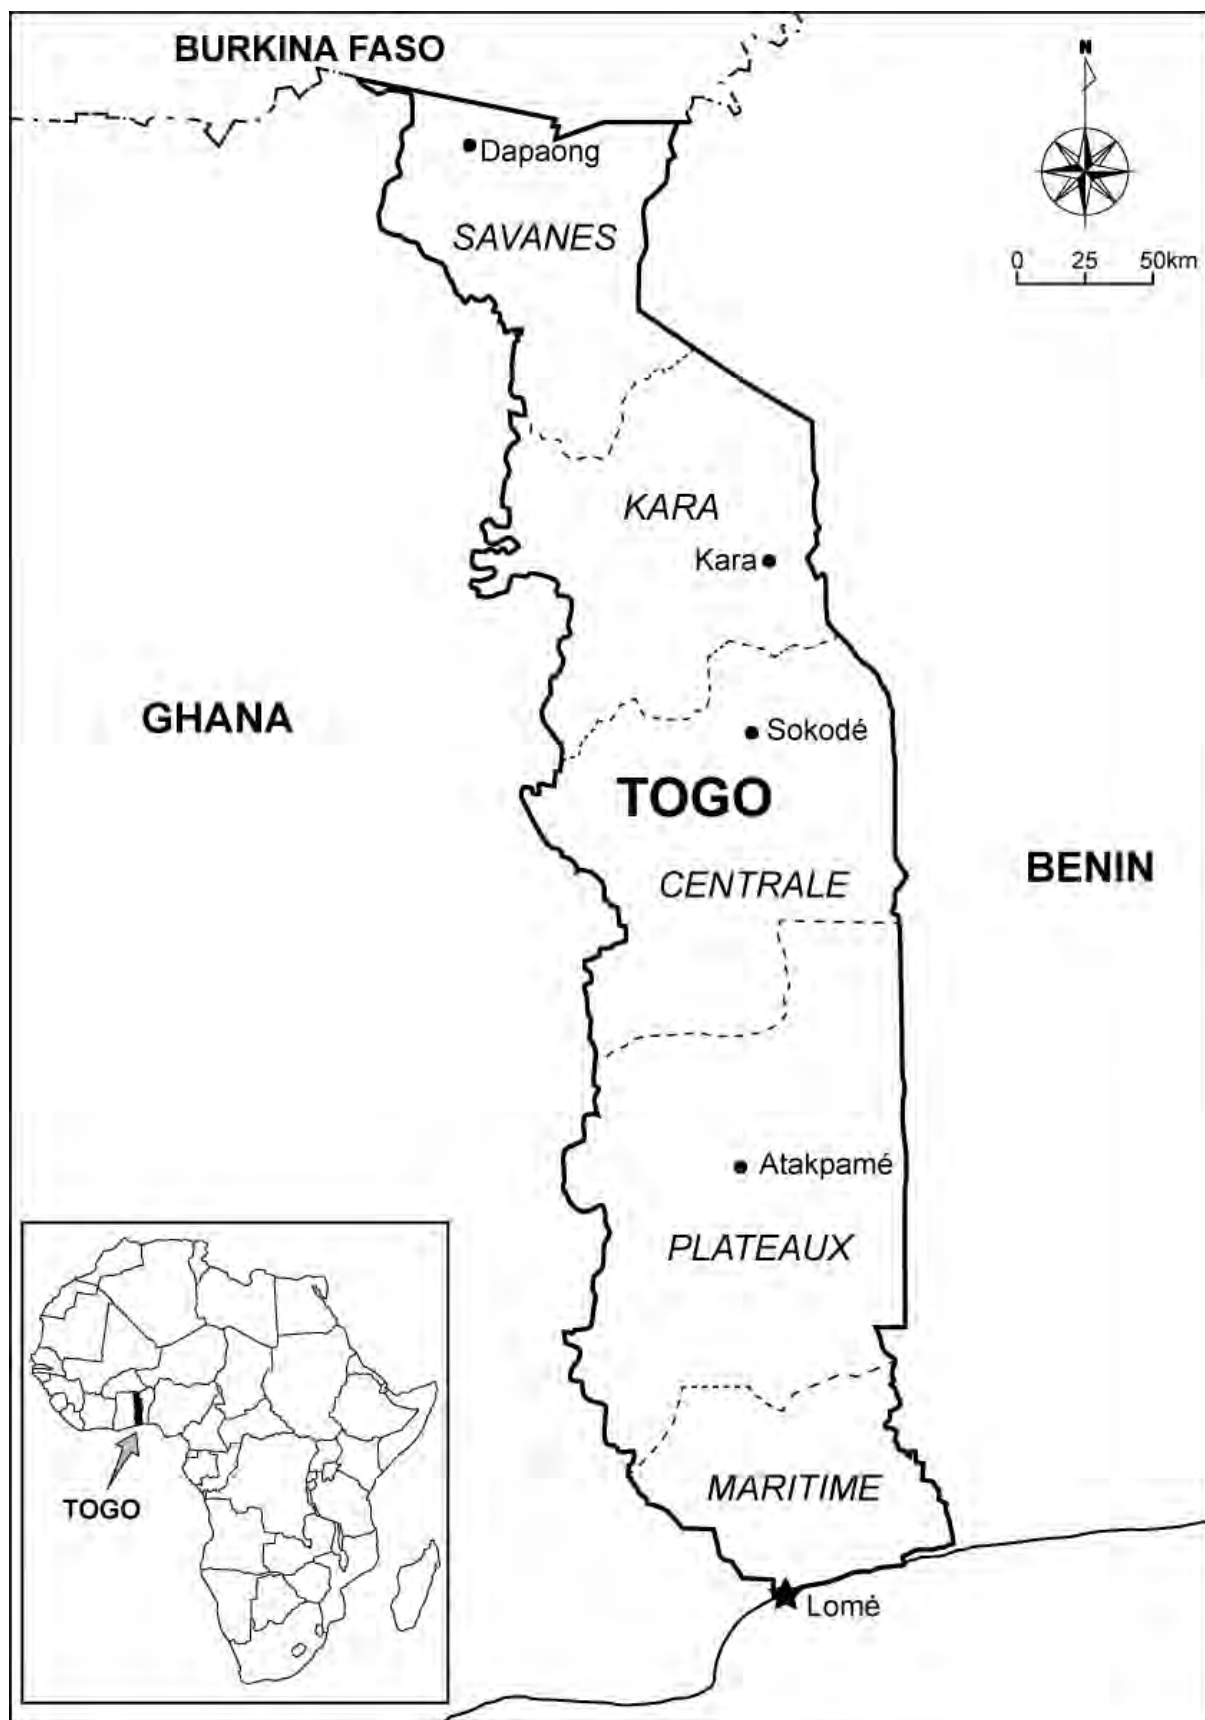 BURKINA FASO
N
Dapaong
SAVANES
0 25 50km
KARA
Kara
GHANA
Sokodé
TOGO
CENTRALE
BENIN
Atakpamé
PLATEAUX
TOGO
MARITIME
Lomé